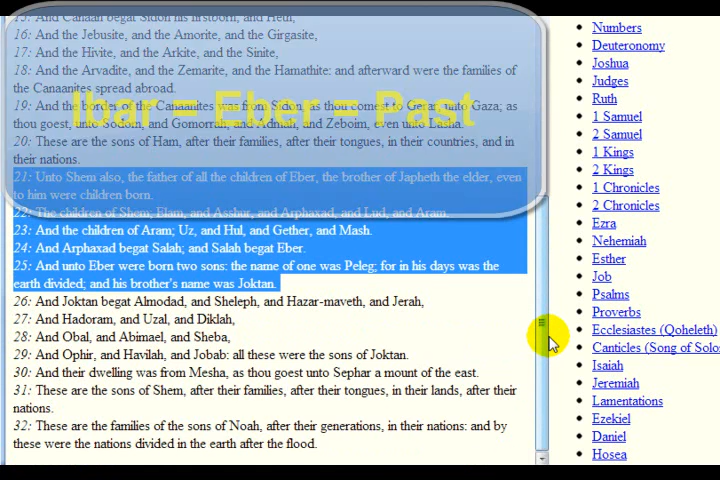 15: And Canaan begat Sidon his firstborn, and Heth,
16: And the Jebusite, and the Amorite, and the Girgasite,
17: And the Hivite, and the Arkite, and the Sinite,
18: And the Arvadite, and the Zemarite, and the Hamathite: and afterward were the families of
the Canaanites spread abroad.
Ibar = Eber = Past
19: And the border of the Canaanites was from Sidon, as thou comest to Gerar, unto Gaza; as
thou goest, unto Sodom, and Gomorrah, and Admah, and Zeboim, even unto Lasha.
20: These are the sons of Ham, after their families, after their tongues, in their countries, and in
their nations.
21: Unto Shem also, the father of all the children of Eber, the brother of Japheth the elder, even
to him were children born.
22: The children of Shem; Elam, and Asshur, and Arphaxad, and Lud, and Aram.
23: And the children of Aram; Uz, and Hul, and Gether, and Mash.
24: And Arphaxad begat Salah; and Salah begat Eber.
25: And unto Eber were born two sons: the name of one was Peleg; for in his days was the
earth divided; and his brother's name was Joktan.
26: And Joktan begat Almodad, and Sheleph, and Hazar-maveth, and Jerah,
27: And Hadoram, and Uzal, and Diklah,
28: And Obal, and Abimael, and Sheba,
29: And Ophir, and Havilah, and Jobab: all these were the sons of Joktan.
30: And their dwelling was from Mesha, as thou goest unto Sephar a mount of the east.
31: These are the sons of Shem, after their families, after their tongues, in their lands, after their
nations.
32: These are the families of the sons of Noah, after their generations, in their nations: and by
these were the nations divided in the earth after the flood.
Numbers
Deuteronomy
Joshua
Judges
Ruth
1 Samuel
2 Samuel
1 Kings
2 Kings
1 Chronicles
2 Chronicles
Ezra
Nehemiah
Esther
Job
Psalms
Proverbs
Ecclesiastes (Qoheleth)
Canticles (Song of Solo
Isaiah
Jeremiah
Lamentations
Ezekiel
Daniel
Hosea